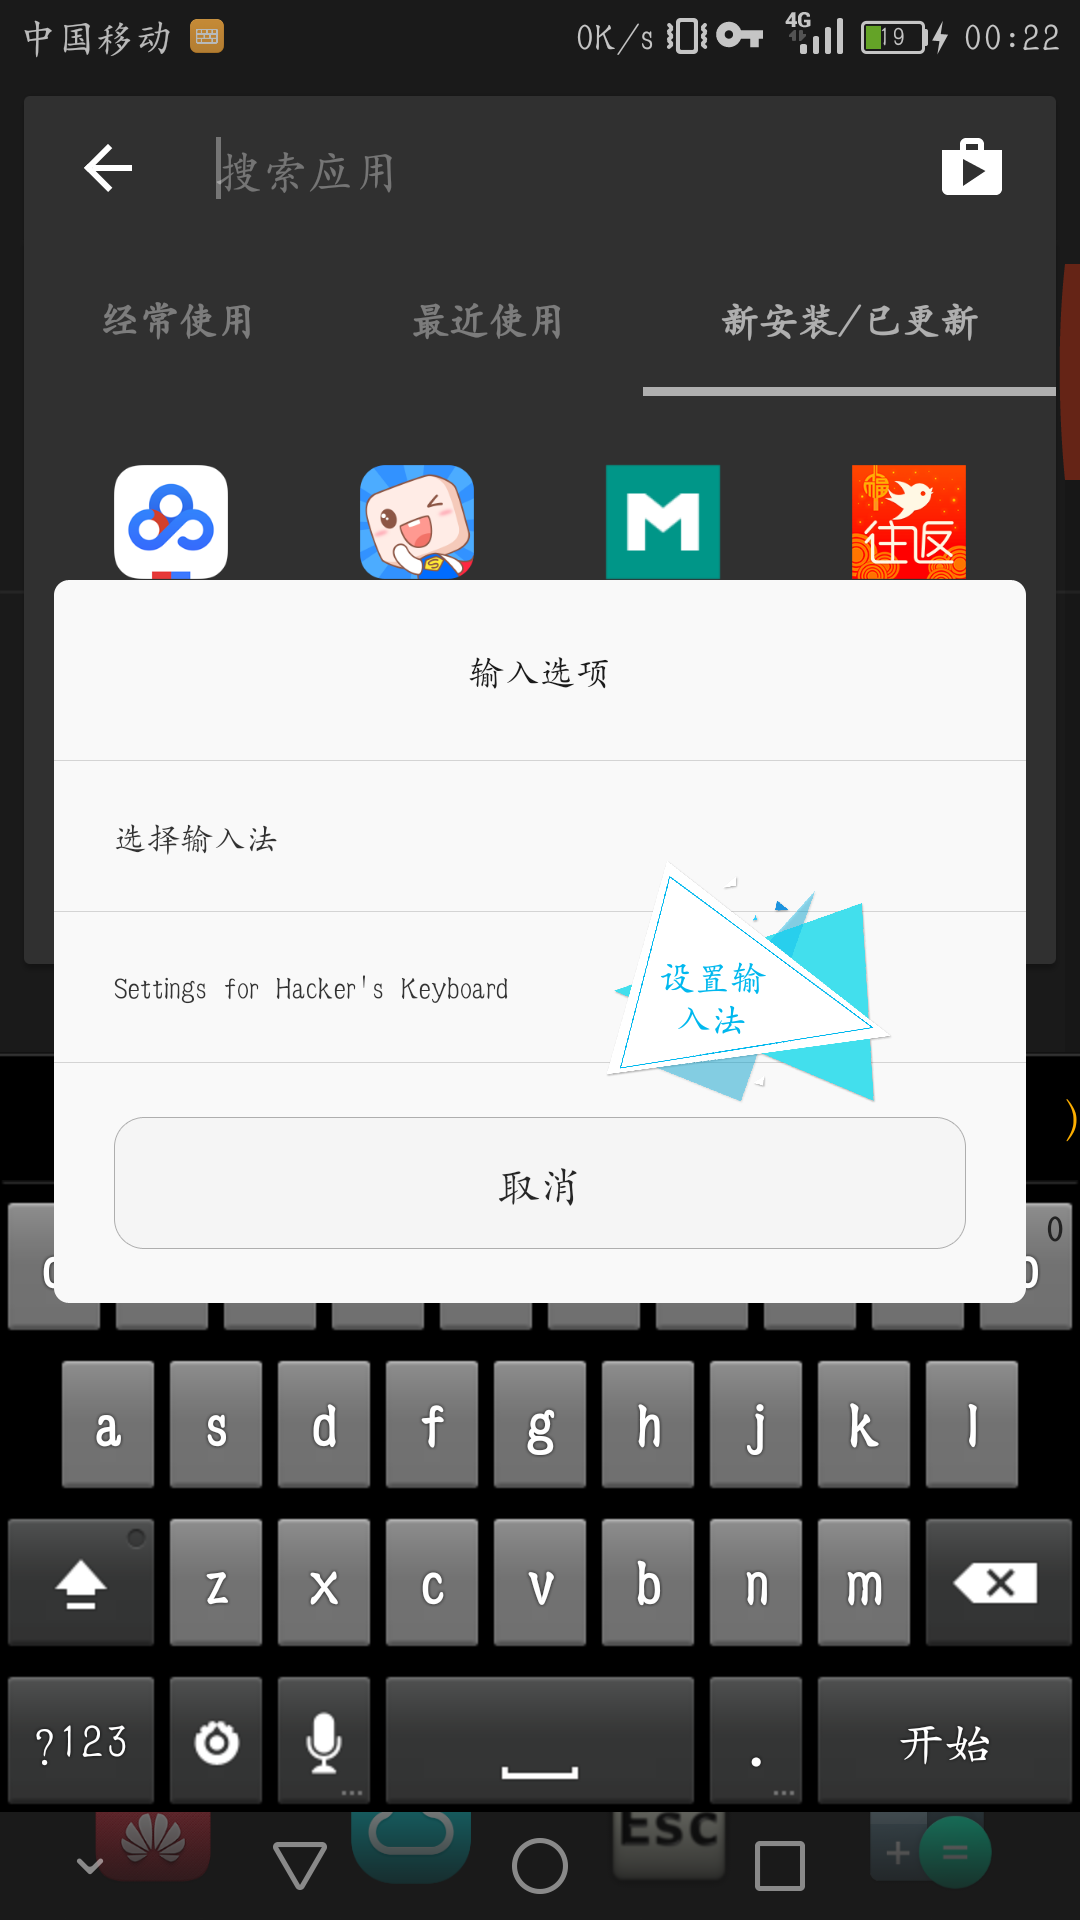 中国移动 0K/s 4G 19 00:22
搜索应用
经常使用 最近使用 新安装/已更新
往返
输入选项
选择输入法
Settings for Hacker's Keyboard
设置输
入法
取消
)
0
a s d f g h j k l
z x c v b n m
?123 . 开始
ESC
+ =